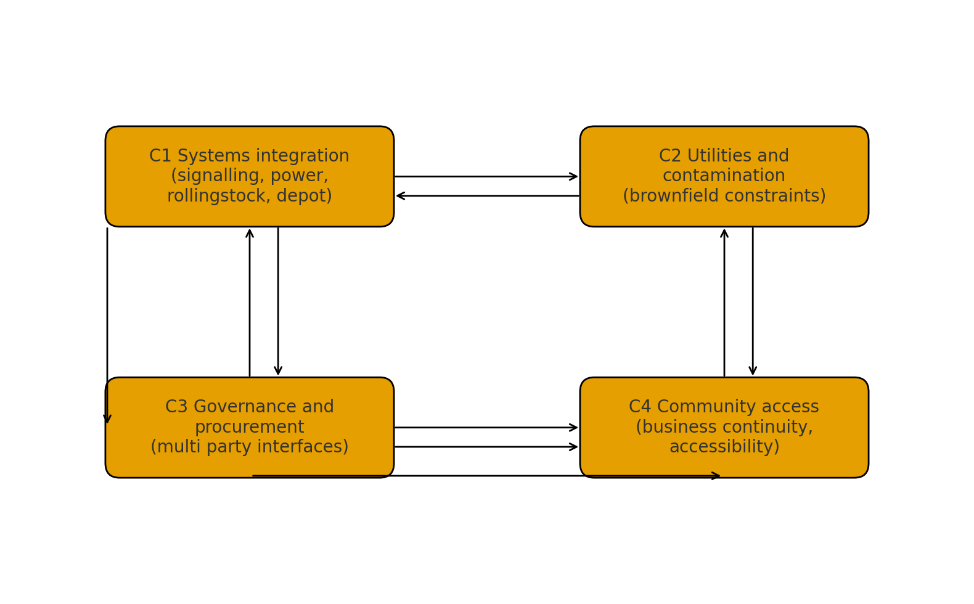 C1 Systems integration
(signalling, power,
rollingstock, depot)
C2 Utilities and
contamination
(brownfield constraints)
C3 Governance and
procurement
(multi party interfaces)
C4 Community access
(business continuity,
accessibility)